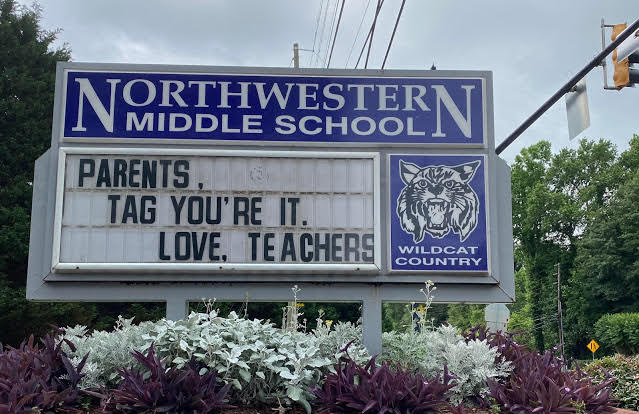 NORTHWESTERN
MIDDLE SCHOOL
PARENTS,
TAG YOU'RE IT.
LOVE, TEACHERS
WILDCAT
COUNTRY